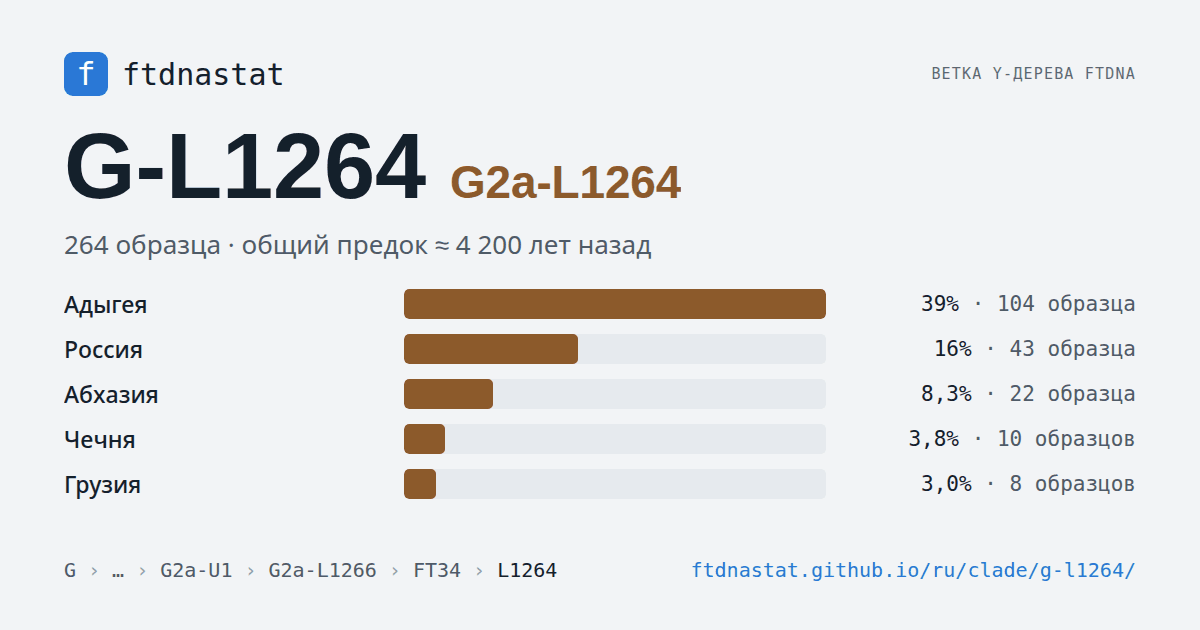 f ftdnastat
ВЕТКА Y-ДЕРЕВА FTDNA
G-L1264 G2a-L1264
264 образца · общий предок ≈ 4 200 лет назад
Адыгея 39% · 104 образца
Россия 16% · 43 образца
Абхазия 8,3% · 22 образца
Чечня 3,8% · 10 образцов
Грузия 3,0% · 8 образцов
G › … › G2a-U1 › G2a-L1266 › FT34 › L1264
ftdnastat.github.io/ru/clade/g-l1264/